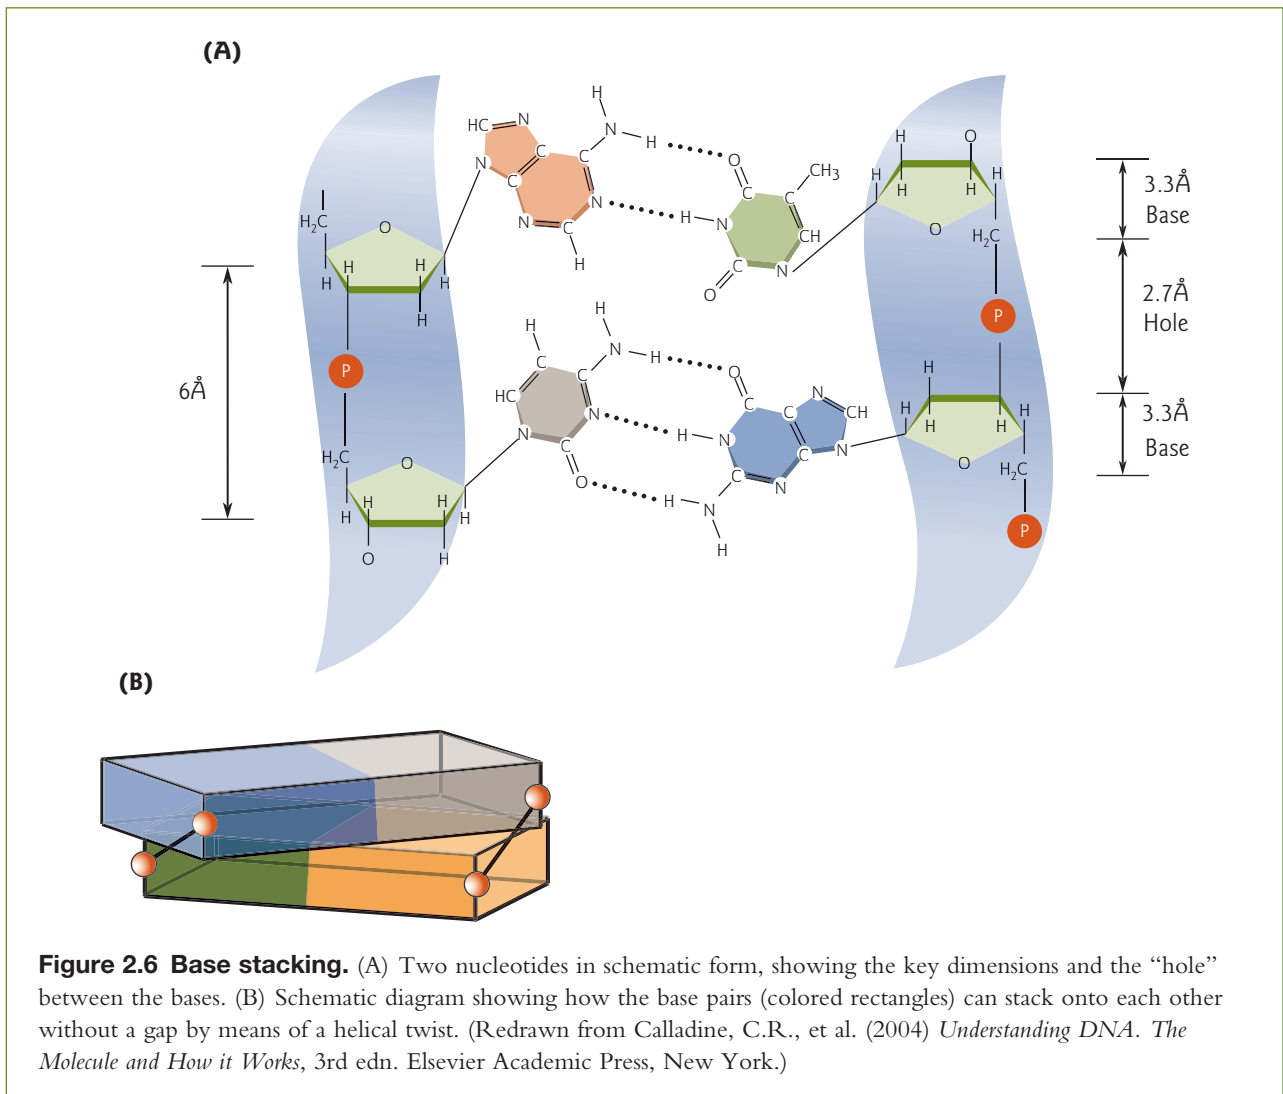 (A)
H
HC N N H O
N C C O
C N CH3
N C C C
H N
H CH
C N
O
H₂C
O
H H
H H
H
P
6Å
H₂C
O
H H
H H
O H
H
H N H O
C
HC C C N CH
N C C
N H N C N
C N
O C N
H N
H
H O
H H
H H
O
H₂C
P
H
H
H H
O
H₂C
P
3.3Å
Base
2.7Å
Hole
3.3Å
Base
(B)
Figure 2.6 Base stacking. (A) Two nucleotides in schematic form, showing the key dimensions and the “hole”
between the bases. (B) Schematic diagram showing how the base pairs (colored rectangles) can stack onto each other
without a gap by means of a helical twist. (Redrawn from Calladine, C.R., et al. (2004) Understanding DNA. The
Molecule and How it Works, 3rd edn. Elsevier Academic Press, New York.)